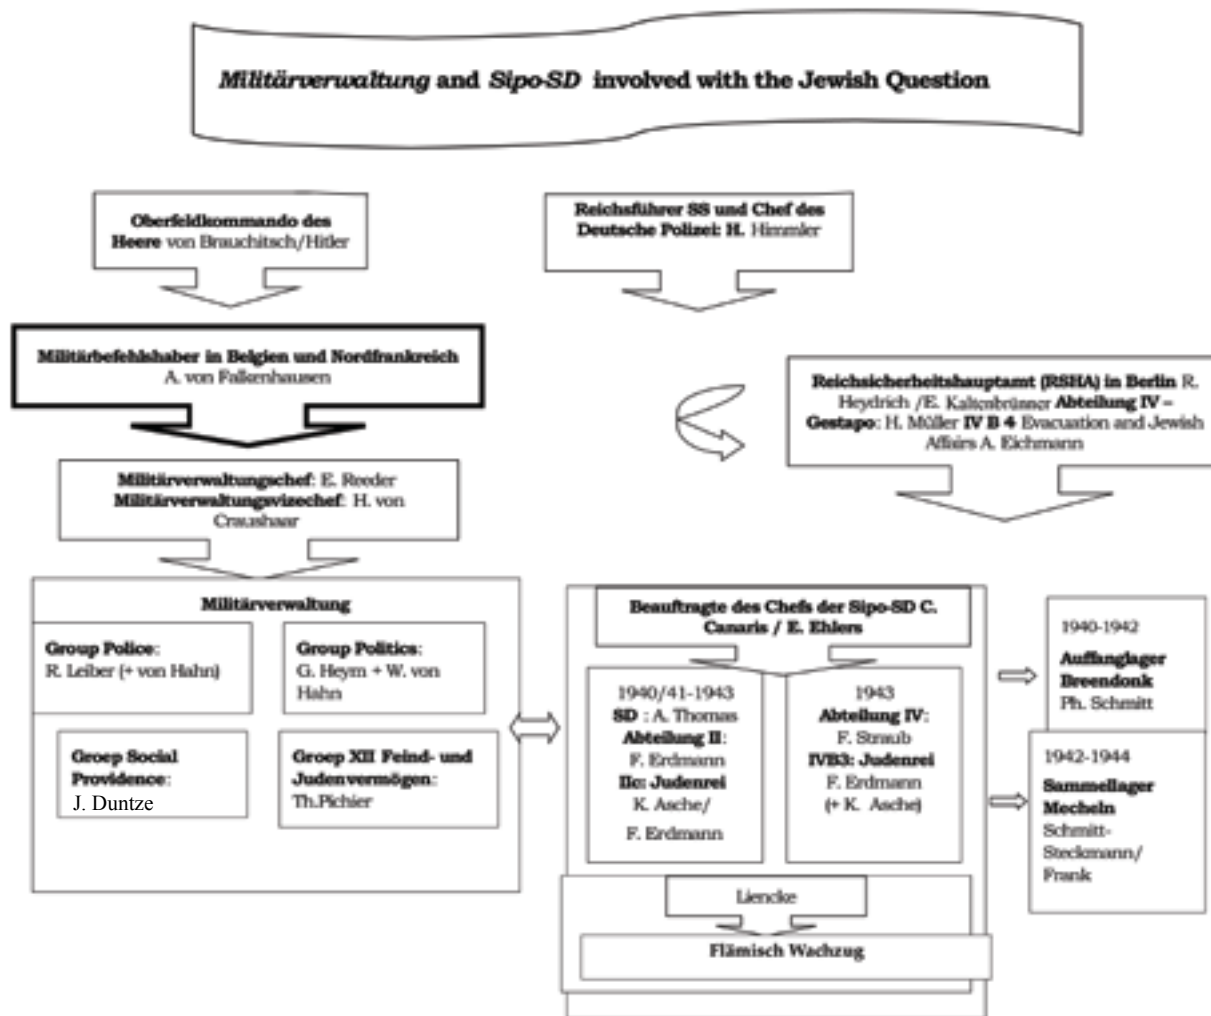 Militärverwaltung and Sipo-SD involved with the Jewish Question
Oberfeldkommando des
Heere von Brauchitsch/Hitler
Reichsführer SS und Chef des
Deutsche Polizei: H. Himmler
Militärbefehlshaber in Belgien und Nordfrankreich
A. von Falkenhausen
Reichsicherheitshauptamt (RSHA) in Berlin R.
Heydrich /E. Kaltenbrünner Abteilung IV –
Gestapo: H. Müller IV B 4 Evacuation and Jewish
Affairs A. Eichmann
Militärverwaltungschef: E. Reeder
Militärverwaltungsvizechef: H. von
Craushaar
Militärverwaltung
Group Police:
R. Leiber (+ von Hahn)
Group Politics:
G. Heym + W. von
Hahn
Groep Social
Providence:
J. Duntze
Groep XII Feind- und
Judenvermögen:
Th.Pichier
Beauftragte des Chefs der Sipo-SD C.
Canaris / E. Ehlers
1940/41-1943
SD : A. Thomas
Abteilung II:
F. Erdmann
IIc: Judenrei
K. Asche/
F. Erdmann
1943
Abteilung IV:
F. Straub
IVB3: Judenrei
F. Erdmann
(+ K. Asche)
Liencke
Flämisch Wachzug
1940-1942
Auffanglager
Breendonk
Ph. Schmitt
1942-1944
Sammellager
Mecheln
Schmitt-
Steckmann/
Frank